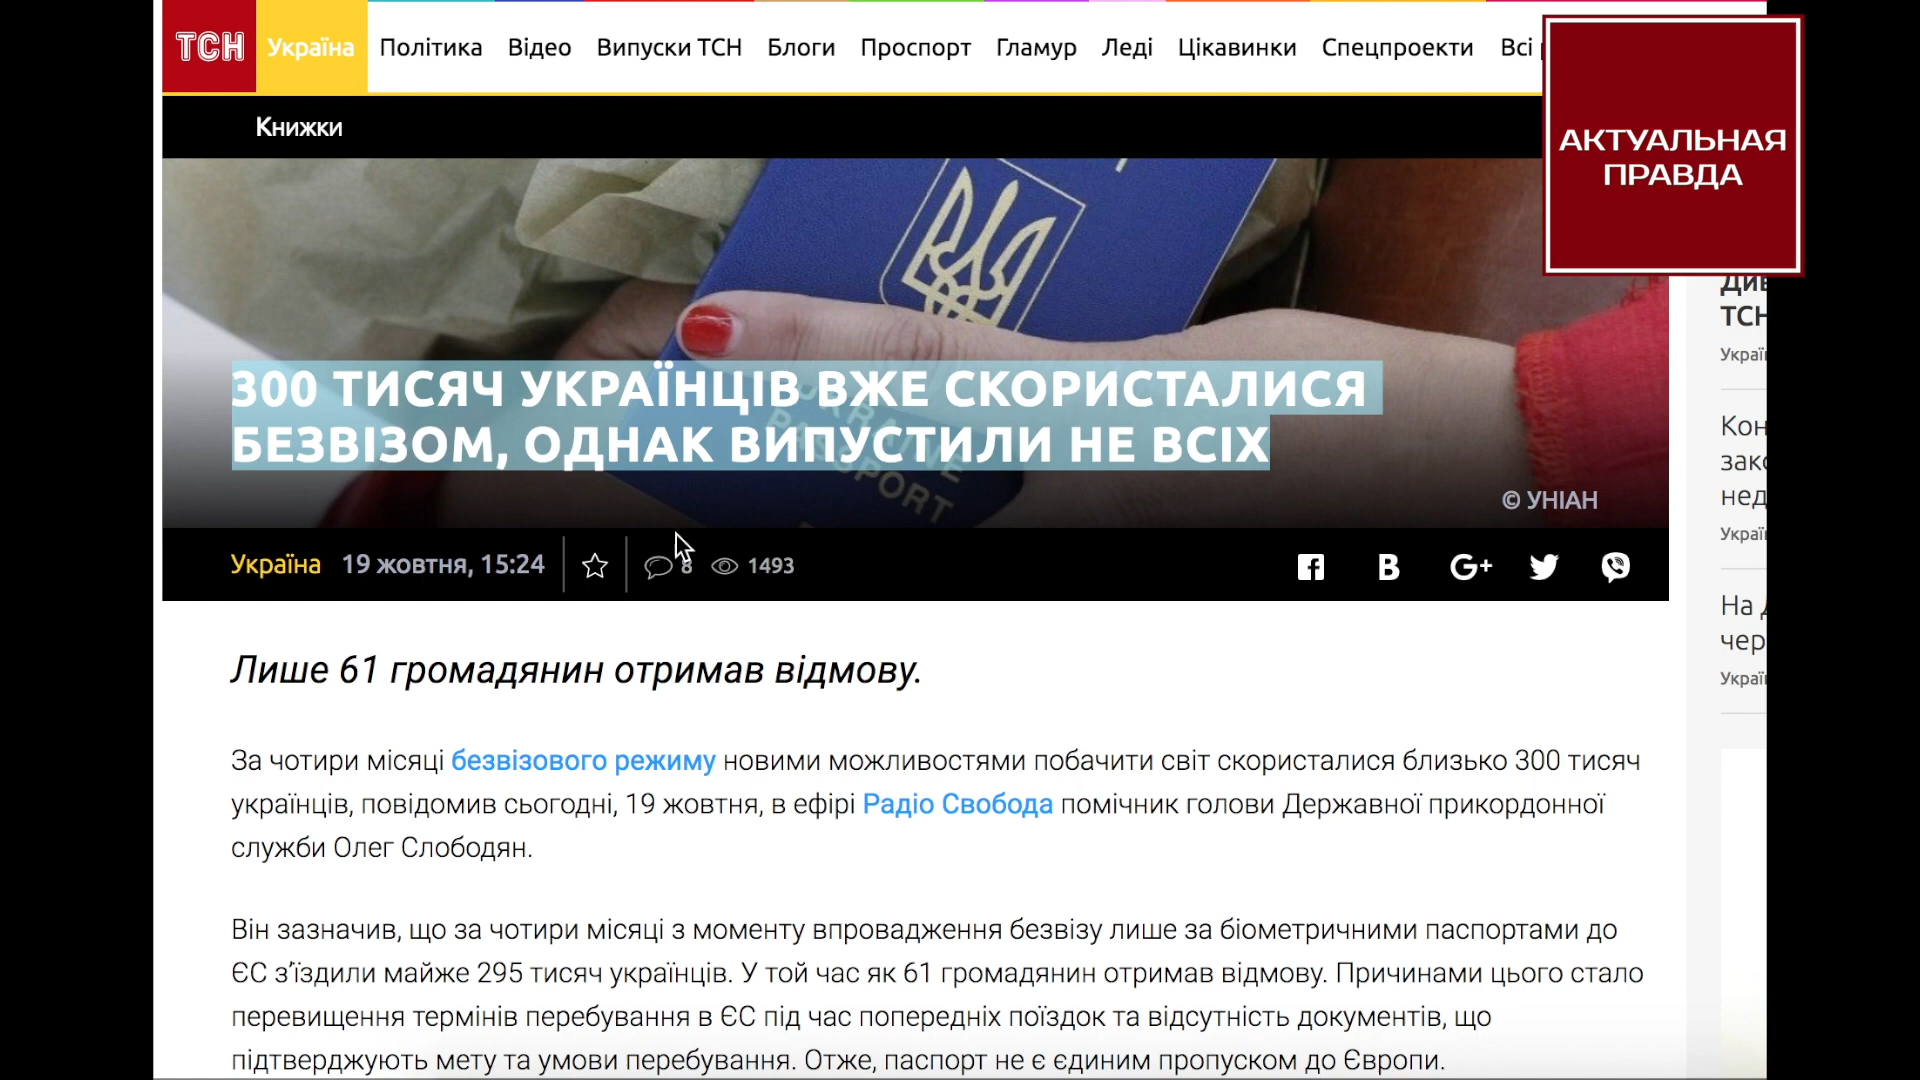 ТСН Україна Політика Відео Випуски ТСН Блоги Проспорт Гламур Леді Цікавинки Спецпроекти Всі
АКТУАЛЬНАЯ
ПРАВДА
Книжки
300 ТИСЯЧ УКРАЇНЦІВ ВЖЕ СКОРИСТАЛИСЯ
БЕЗВІЗОМ, ОДНАК ВИПУСТИЛИ НЕ ВСІХ
UKRAINE
PASSPORT
© УНІАН
Україна 19 жовтня, 15:24 8 1493
Лише 61 громадянин отримав відмову.
За чотири місяці безвізового режиму новими можливостями побачити світ скористалися близько 300 тисяч
українців, повідомив сьогодні, 19 жовтня, в ефірі Радіо Свобода помічник голови Державної прикордонної
служби Олег Слободян.
Він зазначив, що за чотири місяці з моменту впровадження безвізу лише за біометричними паспортами до
ЄС з’їздили майже 295 тисяч українців. У той час як 61 громадянин отримав відмову. Причинами цього стало
перевищення термінів перебування в ЄС під час попередніх поїздок та відсутність документів, що
підтверджують мету та умови перебування. Отже, паспорт не є єдиним пропуском до Європи.
ТСН
На